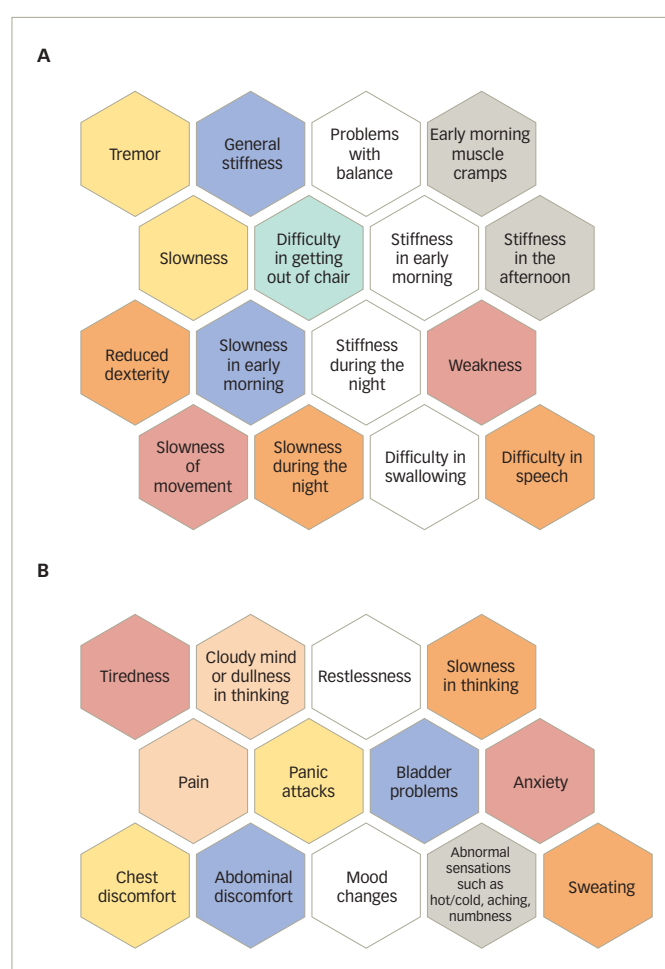 A
Tremor
General
stiffness
Problems
with
balance
Early morning
muscle
cramps
Slowness
Difficulty
in getting
out of chair
Stiffness
in early
morning
Stiffness
in the
afternoon
Reduced
dexterity
Slowness
in early
morning
Stiffness
during the
night
Weakness
Slowness
of
movement
Slowness
during the
night
Difficulty in
swallowing
Difficulty in
speech
B
Tiredness
Cloudy mind
or dullness
in thinking
Restlessness
Slowness
in thinking
Pain
Panic
attacks
Bladder
problems
Anxiety
Chest
discomfort
Abdominal
discomfort
Mood
changes
Abnormal
sensations
such as
hot/cold, aching,
numbness
Sweating